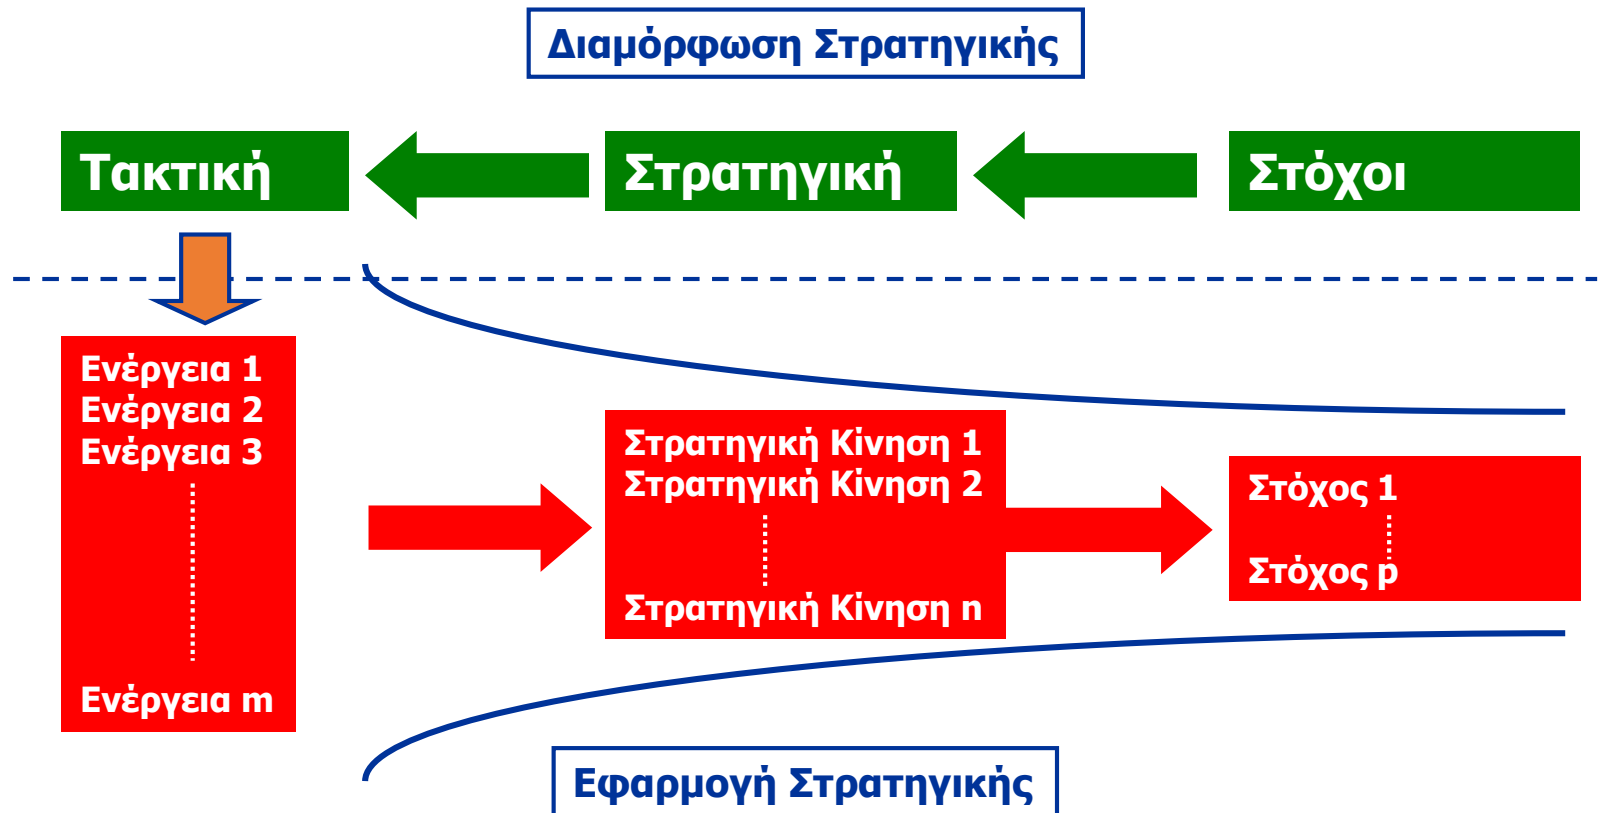 Διαμόρφωση Στρατηγικής
Τακτική
Στρατηγική
Στόχοι
Ενέργεια 1
Ενέργεια 2
Ενέργεια 3
Ενέργεια m
Στρατηγική Κίνηση 1
Στρατηγική Κίνηση 2
Στρατηγική Κίνηση n
Στόχος 1
Στόχος p
Εφαρμογή Στρατηγικής